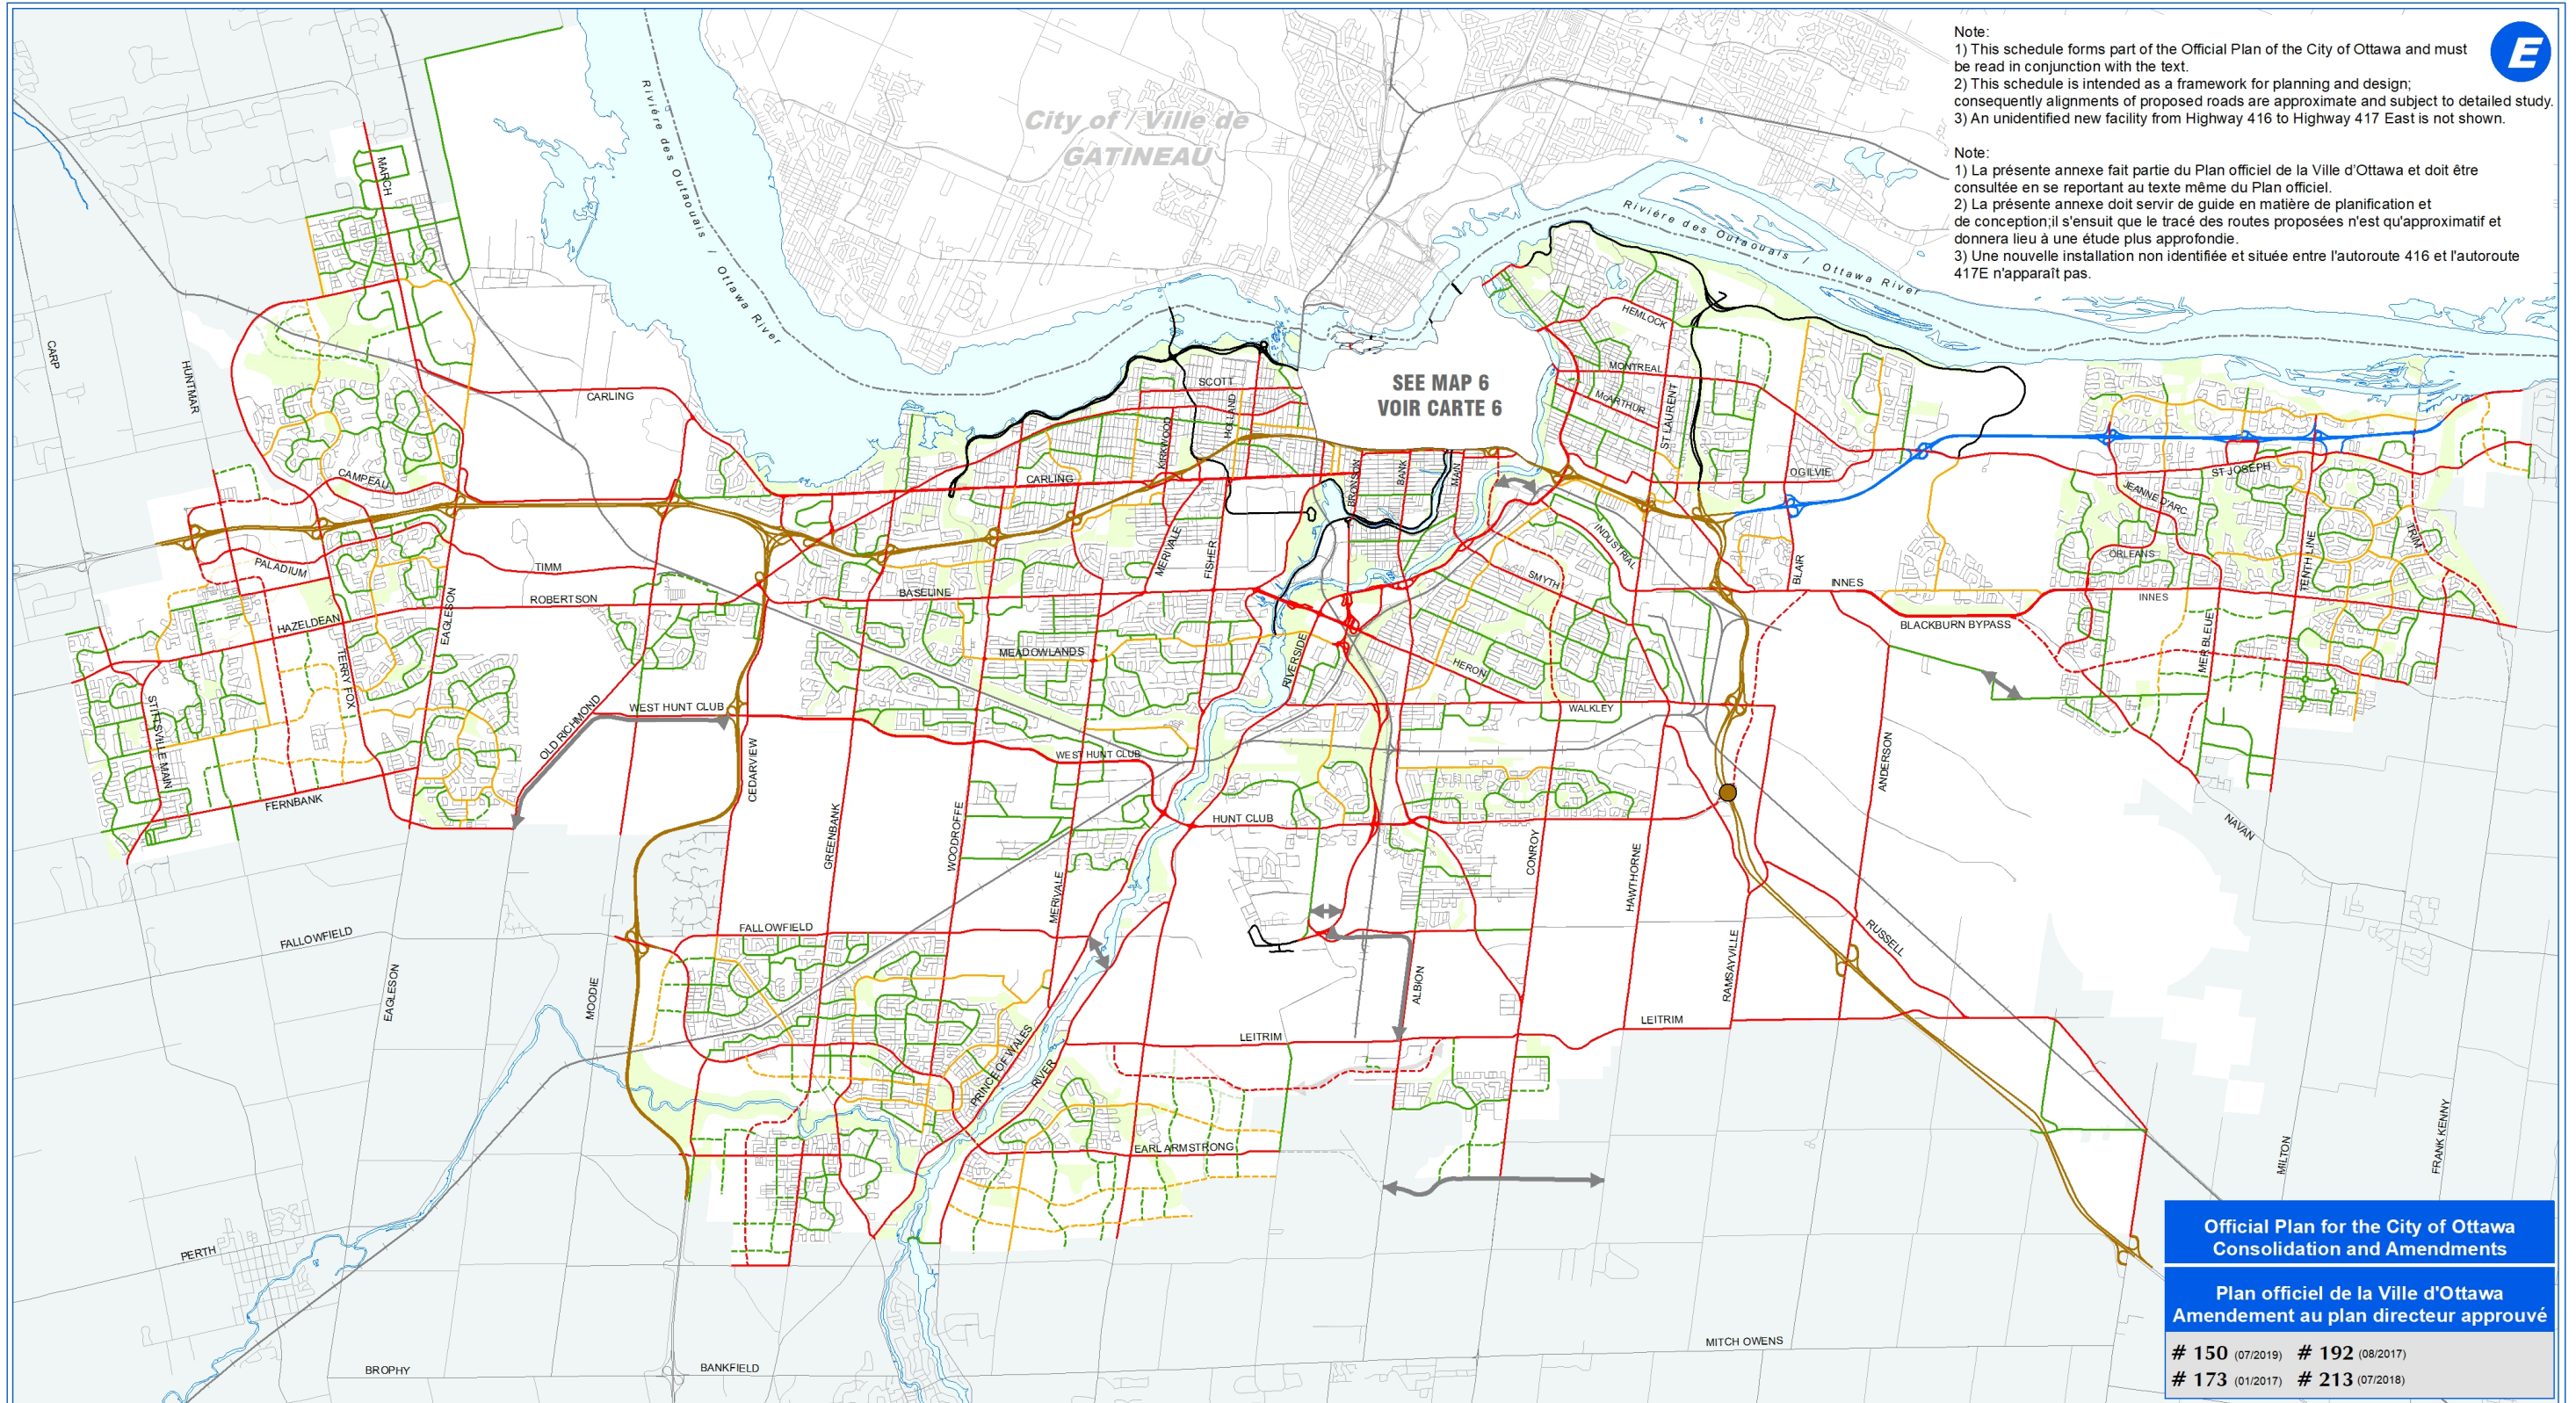 Note:
1) This schedule forms part of the Official Plan of the City of Ottawa and must
be read in conjunction with the text.
2) This schedule is intended as a framework for planning and design;
consequently alignments of proposed roads are approximate and subject to detailed study.
3) An unidentified new facility from Highway 416 to Highway 417 East is not shown.
Note:
1) La présente annexe fait partie du Plan officiel de la Ville d'Ottawa et doit être
consultée en se reportant au texte même du Plan officiel.
2) La présente annexe doit servir de guide en matière de planification et
de conception;il s'ensuit que le tracé des routes proposées n'est qu'approximatif et
donnera lieu à une étude plus approfondie.
3) Une nouvelle installation non identifiée et située entre l'autoroute 416 et l'autoroute
417E n'apparaît pas.
E
City of / Ville de
GATINEAU
Rivière des Outaouais / Ottawa River
Riviére des Outaouais / Ottawa River
SEE MAP 6
VOIR CARTE 6
MARCH
CARP
HUNTMAR
CARLING
SCOTT
HOLLAND
KIRKWOOD
HEMLOCK
MONTREAL
McARTHUR
ST LAURENT
CAMPEAU
CARLING
BRONSON
BANK
MAIN
OGILVIE
ST JOSEPH
JEANNE D'ARC
TRIM
PALADIUM
TIMM
MERIVALE
FISHER
INDUSTRIAL
SMYTH
BLAIR
INNES
ORLEANS
TENTH LINE
INNES
ROBERTSON
BASELINE
HAZELDEAN
EAGLESON
BLACKBURN BYPASS
MER BLEUE
MEADOWLANDS
RIVERSIDE
HERON
TERRY FOX
STITTSVILLE MAIN
OLD RICHMOND
WEST HUNT CLUB
WALKLEY
CEDARVIEW
WEST HUNT CLUB
ANDERSON
FERNBANK
GREENBANK
WOODROFFE
HUNT CLUB
CONROY
HAWTHORNE
NAVAN
MERIVALE
FALLOWFIELD
FALLOWFIELD
EAGLESON
MOODIE
ALBION
RAMSAYVILLE
RUSSELL
LEITRIM
LEITRIM
PRINCE OF WALES
RIVER
EARL ARMSTRONG
MILTON
FRANK KENNY
PERTH
BROPHY
BANKFIELD
MITCH OWENS
Official Plan for the City of Ottawa
Consolidation and Amendments
Plan officiel de la Ville d'Ottawa
Amendement au plan directeur approuvé
# 150 (07/2019) # 192 (08/2017)
# 173 (01/2017) # 213 (07/2018)